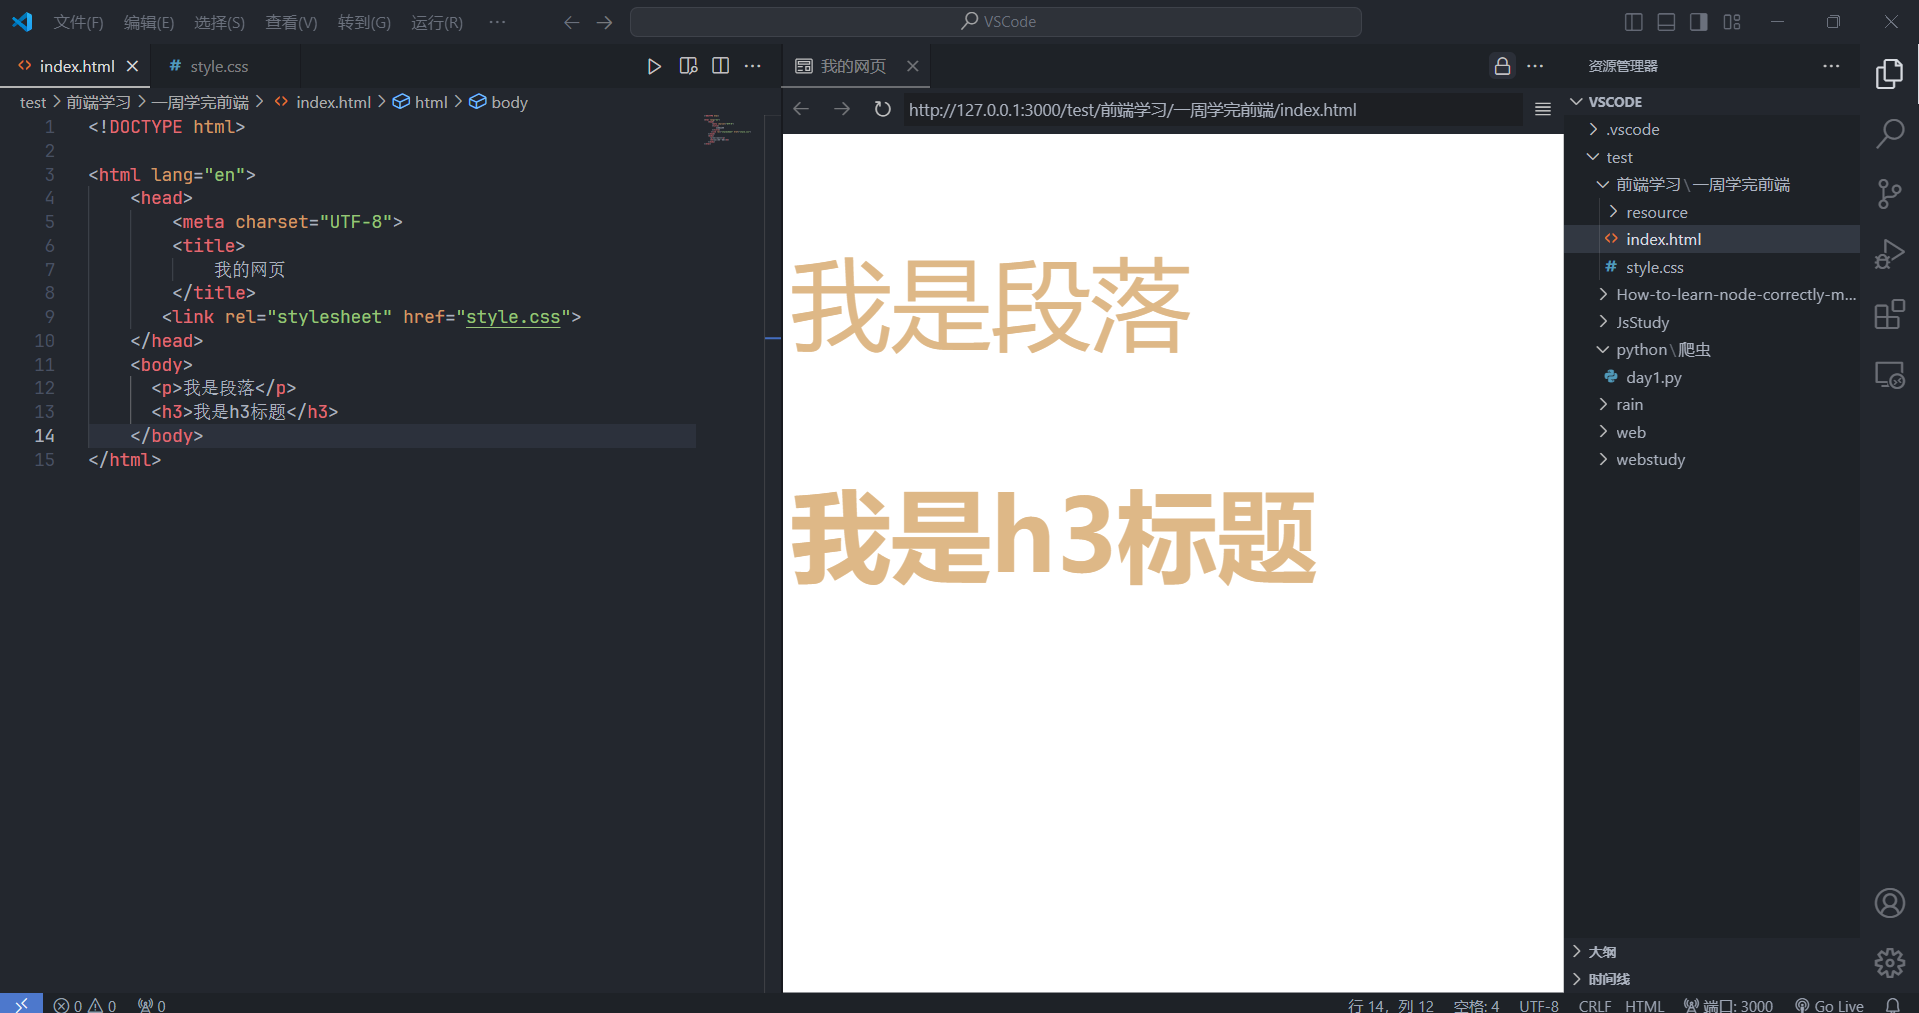 文件(F) 编辑(E) 选择(S) 查看(V) 转到(G) 运行(R) ··· VSCode
index.html style.css
test > 前端学习 > 一周学完前端 > index.html > html > body
1 <!DOCTYPE html>
2
3 <html lang="en">
4 <head>
5 <meta charset="UTF-8">
6 <title>
7 我的网页
8 </title>
9 <link rel="stylesheet" href="style.css">
10 </head>
11 <body>
12 <p>我是段落</p>
13 <h3>我是h3标题</h3>
14 </body>
15 </html>
我的网页
http://127.0.0.1:3000/test/前端学习/一周学完前端/index.html
我是段落
我是h3标题
资源管理器
VSCODE
.vscode
test
前端学习\一周学完前端
resource
index.html
style.css
How-to-learn-node-correctly-m...
JsStudy
python\爬虫
day1.py
rain
web
webstudy
大纲
时间线
0 0 0 行 14，列 12 空格: 4 UTF-8 CRLF HTML 端口: 3000 Go Live